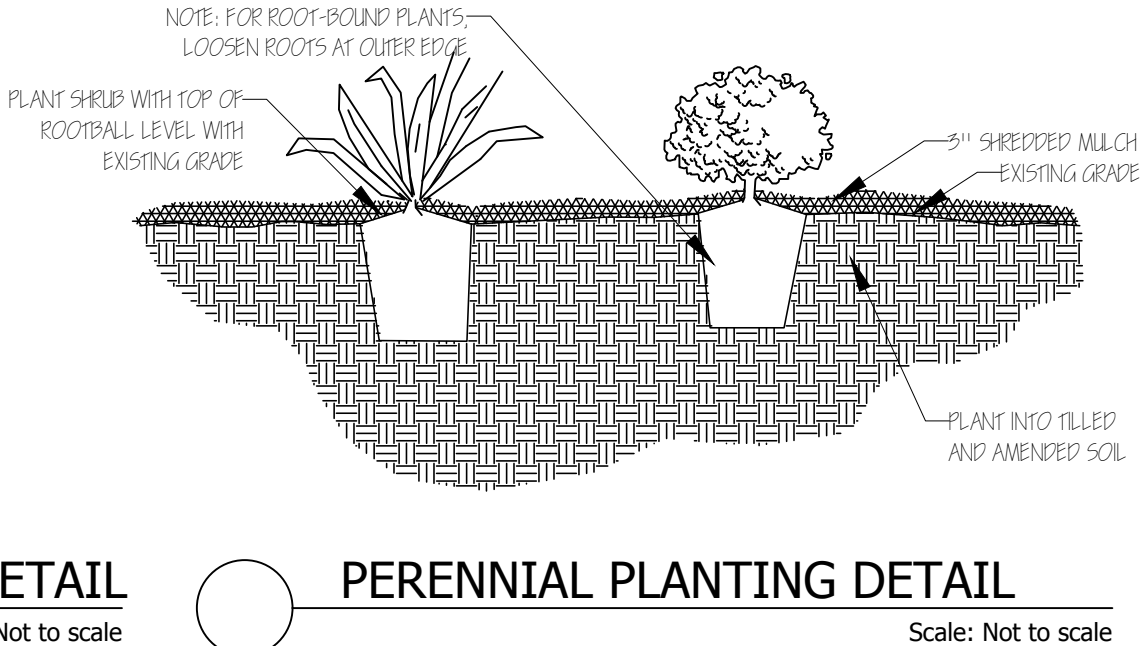 NOTE: FOR ROOT-BOUND PLANTS,
LOOSEN ROOTS AT OUTER EDGE
PLANT SHRUB WITH TOP OF
ROOTBALL LEVEL WITH
EXISTING GRADE
3" SHREDDED MULCH
EXISTING GRADE
PLANT INTO TILLED
AND AMENDED SOIL
ETAIL
Not to scale
PERENNIAL PLANTING DETAIL
Scale: Not to scale